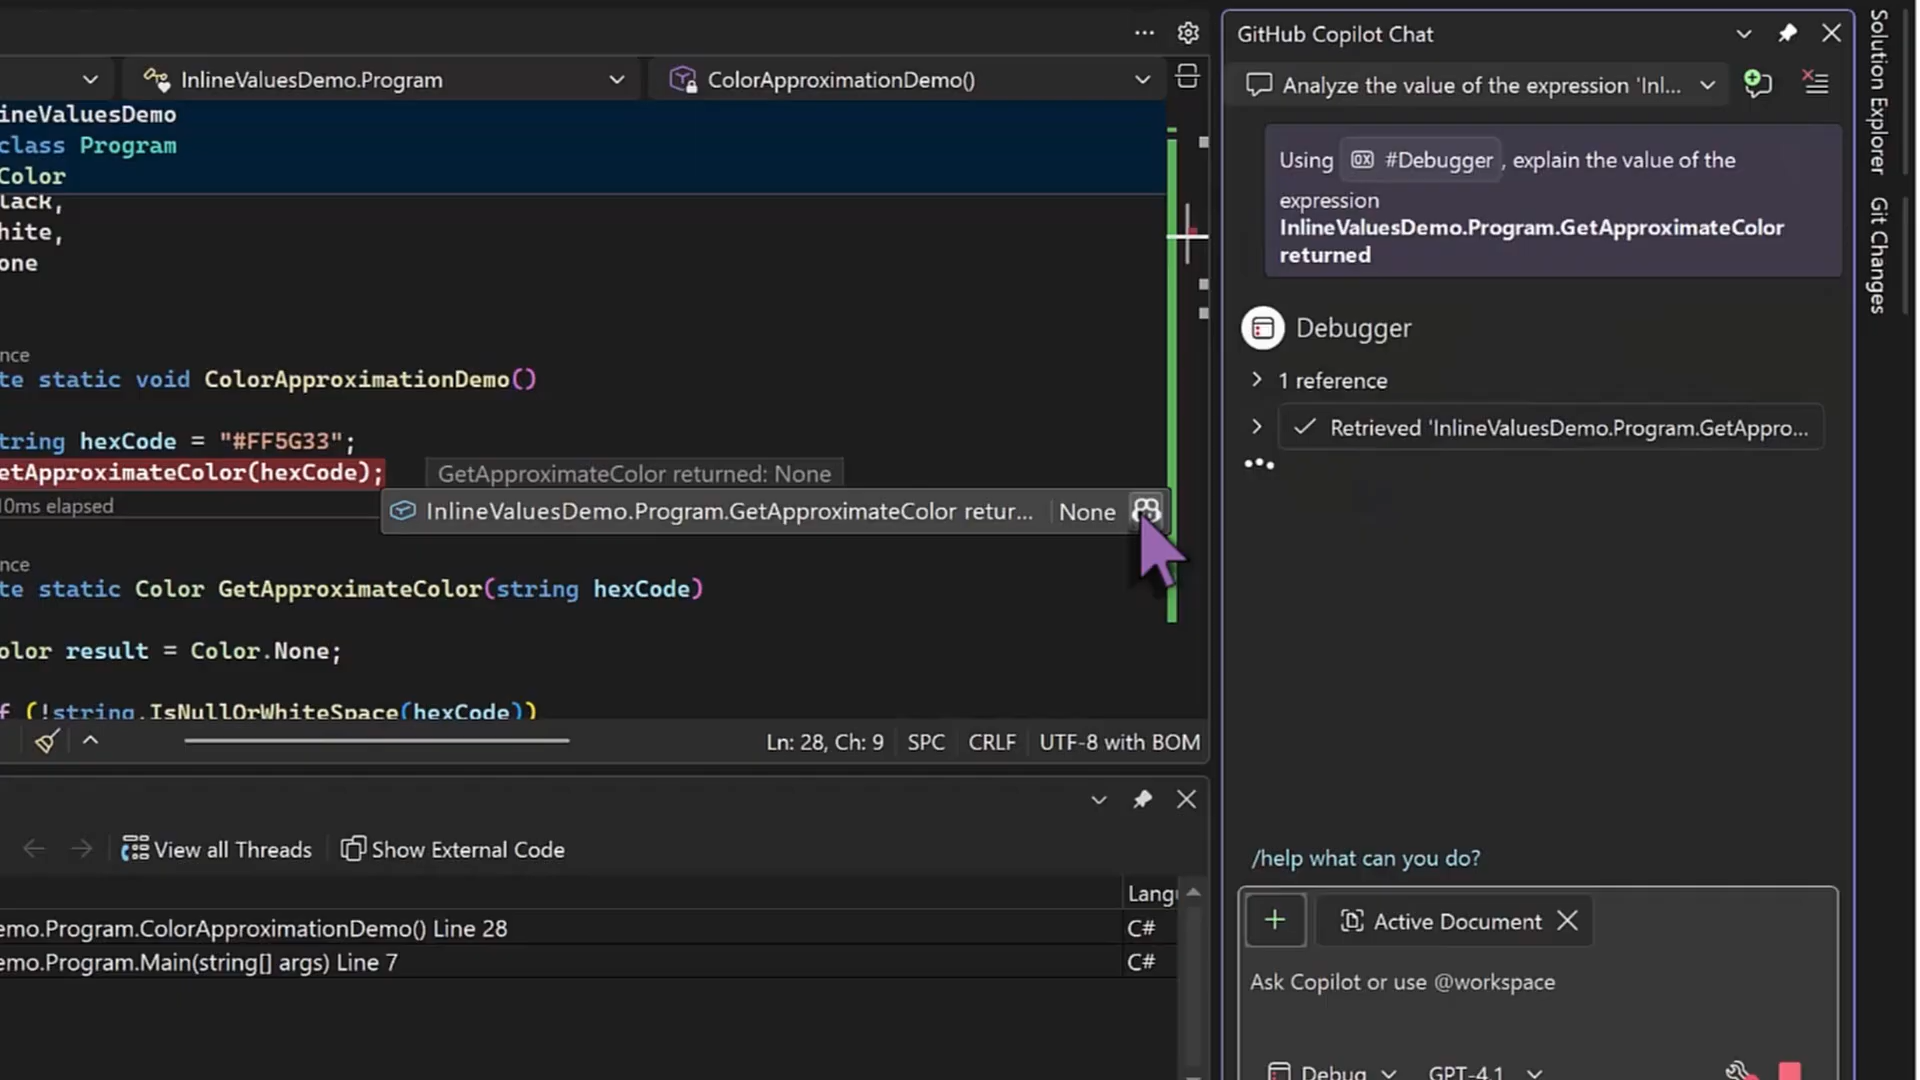 InlineValuesDemo.Program
ColorApproximationDemo()
ineValuesDemo
class Program
Color
lack,
hite,
one
nce
te static void ColorApproximationDemo()
tring hexCode = "#FF5G33";
etApproximateColor(hexCode);
GetApproximateColor returned: None
10ms elapsed
InlineValuesDemo.Program.GetApproximateColor retur...
None
nce
te static Color GetApproximateColor(string hexCode)
olor result = Color.None;
f (!string.IsNullOrWhiteSpace(hexCode))
Ln: 28, Ch: 9
SPC
CRLF
UTF-8 with BOM
View all Threads
Show External Code
Langu
emo.Program.ColorApproximationDemo() Line 28
C#
emo.Program.Main(string[] args) Line 7
C#
GitHub Copilot Chat
Analyze the value of the expression 'Inl...
Using #Debugger , explain the value of the
expression
InlineValuesDemo.Program.GetApproximateColor
returned
Debugger
1 reference
Retrieved 'InlineValuesDemo.Program.GetAppro...
/help what can you do?
Active Document
Ask Copilot or use @workspace
Debug
GPT-4.1
Solution Explorer
Git Changes